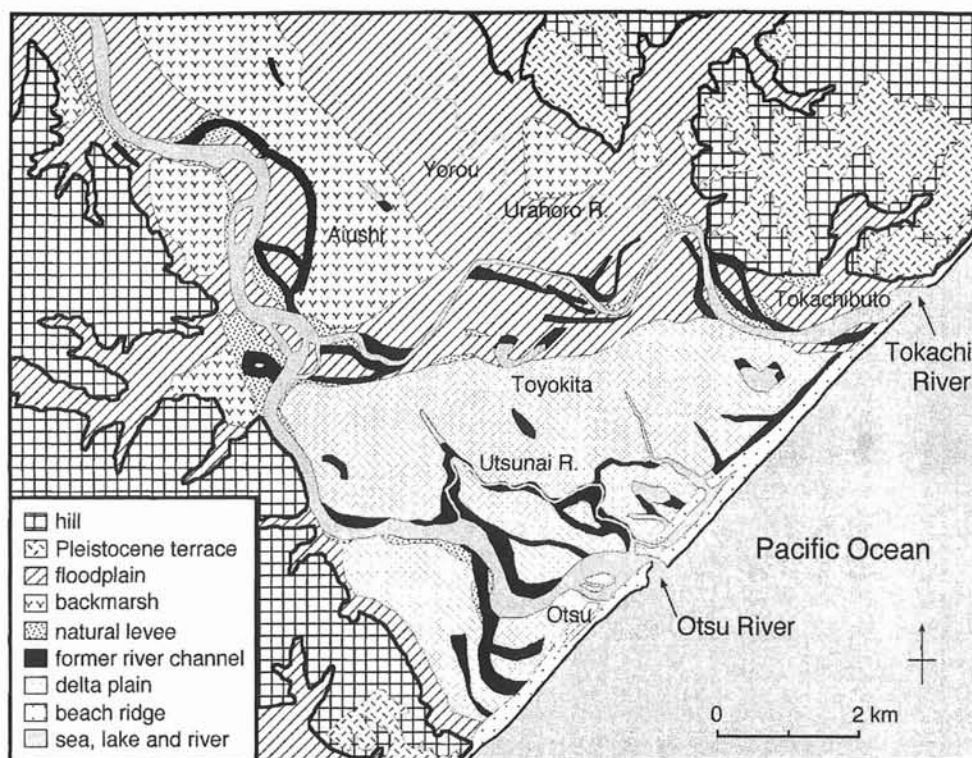 Yorou
Urahoro R.
Aiushi
Tokachibuto
Tokachi
River
Toyokita
Utsunai R.
Pacific Ocean
Otsu
Otsu River
hill
Pleistocene terrace
floodplain
backmarsh
natural levee
former river channel
delta plain
beach ridge
sea, lake and river
0 2 km